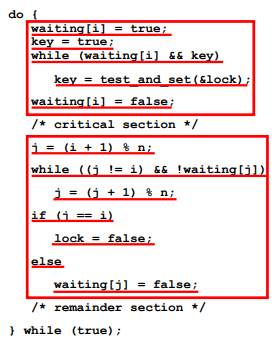 do {
waiting[i] = true;
key = true;
while (waiting[i] && key)
key = test_and_set(&lock);
waiting[i] = false;
/* critical section */
j = (i + 1) % n;
while ((j != i) && !waiting[j])
j = (j + 1) % n;
if (j == i)
lock = false;
else
waiting[j] = false;
/* remainder section */
} while (true);